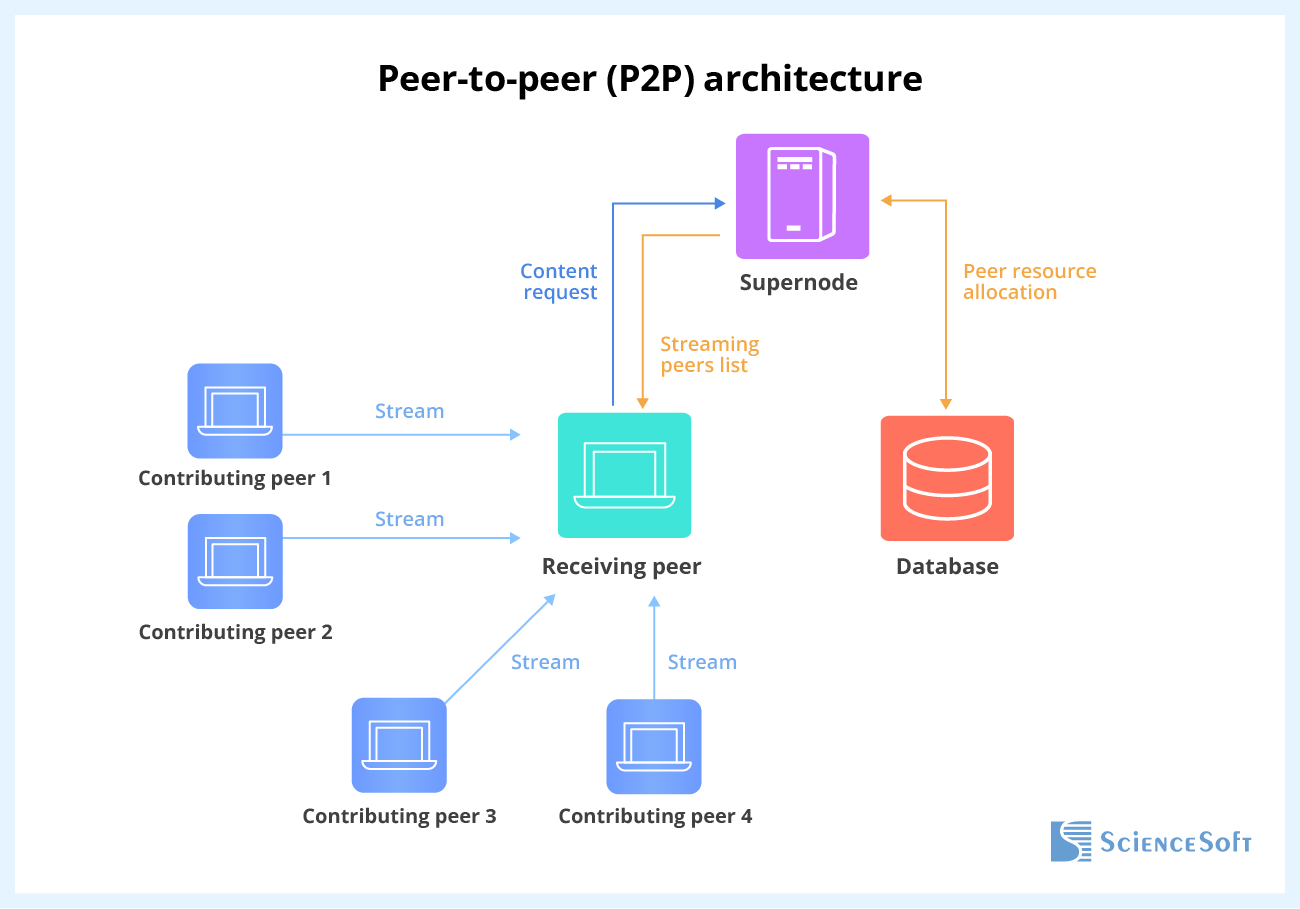 Peer-to-peer (P2P) architecture
Supernode
Content
request
Peer resource
allocation
Streaming
peers list
Stream
Contributing peer 1
Stream
Receiving peer
Database
Contributing peer 2
Stream
Stream
Contributing peer 3
Contributing peer 4
ScienceSoft